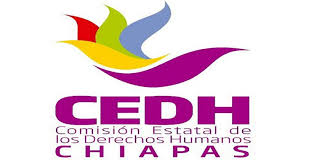 CEDH
Comisión Estatal de
los Derechos Humanos
CHIAPAS